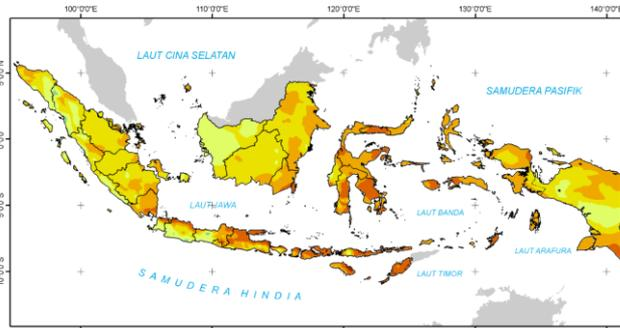 100°0'0"E 110°0'0"E 120°0'0"E 130°0'0"E 140°0'0"
LAUT CINA SELATAN
SAMUDERA PASIFIK
LAUT JAWA
LAUT BANDA
LAUT ARAFURA
LAUT TIMOR
SAMUDERA HINDIA